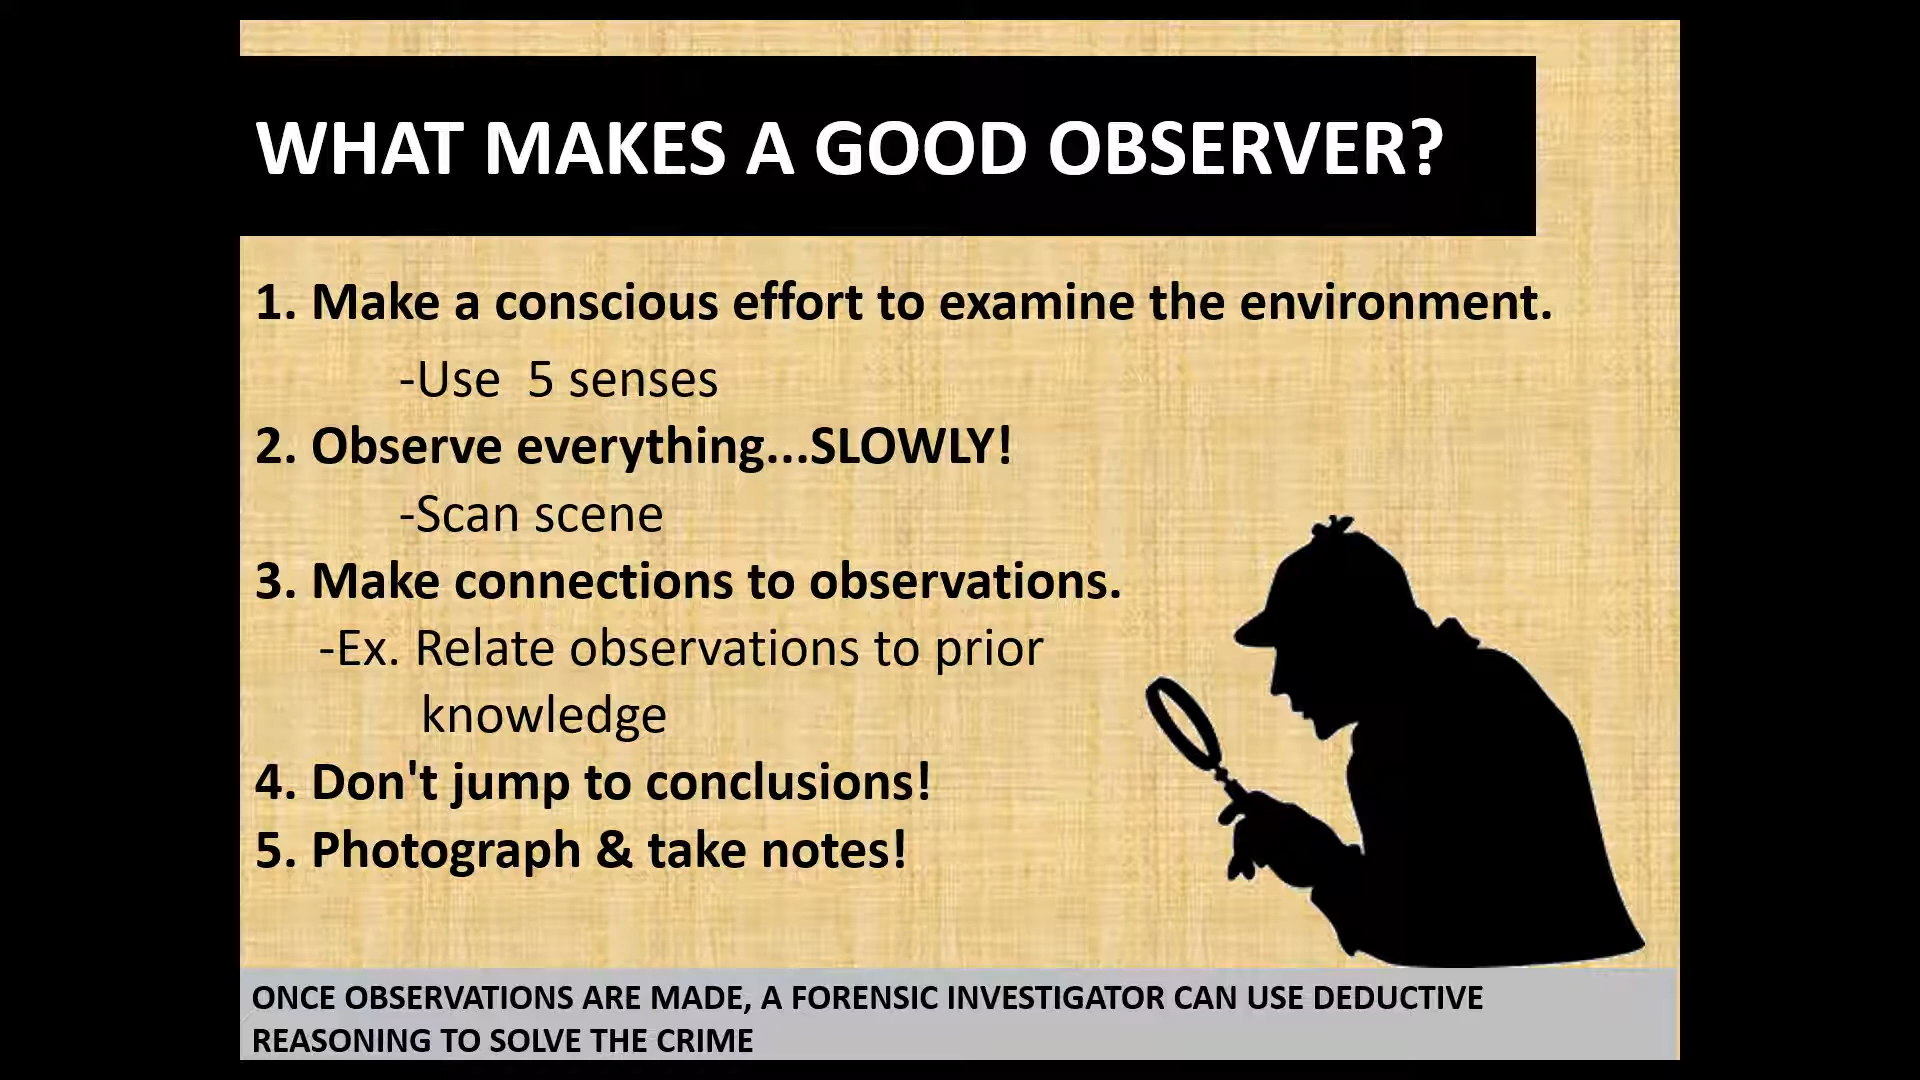 WHAT MAKES A GOOD OBSERVER?
1. Make a conscious effort to examine the environment.
-Use 5 senses
2. Observe everything...SLOWLY!
-Scan scene
3. Make connections to observations.
-Ex. Relate observations to prior
knowledge
4. Don't jump to conclusions!
5. Photograph & take notes!
ONCE OBSERVATIONS ARE MADE, A FORENSIC INVESTIGATOR CAN USE DEDUCTIVE
REASONING TO SOLVE THE CRIME